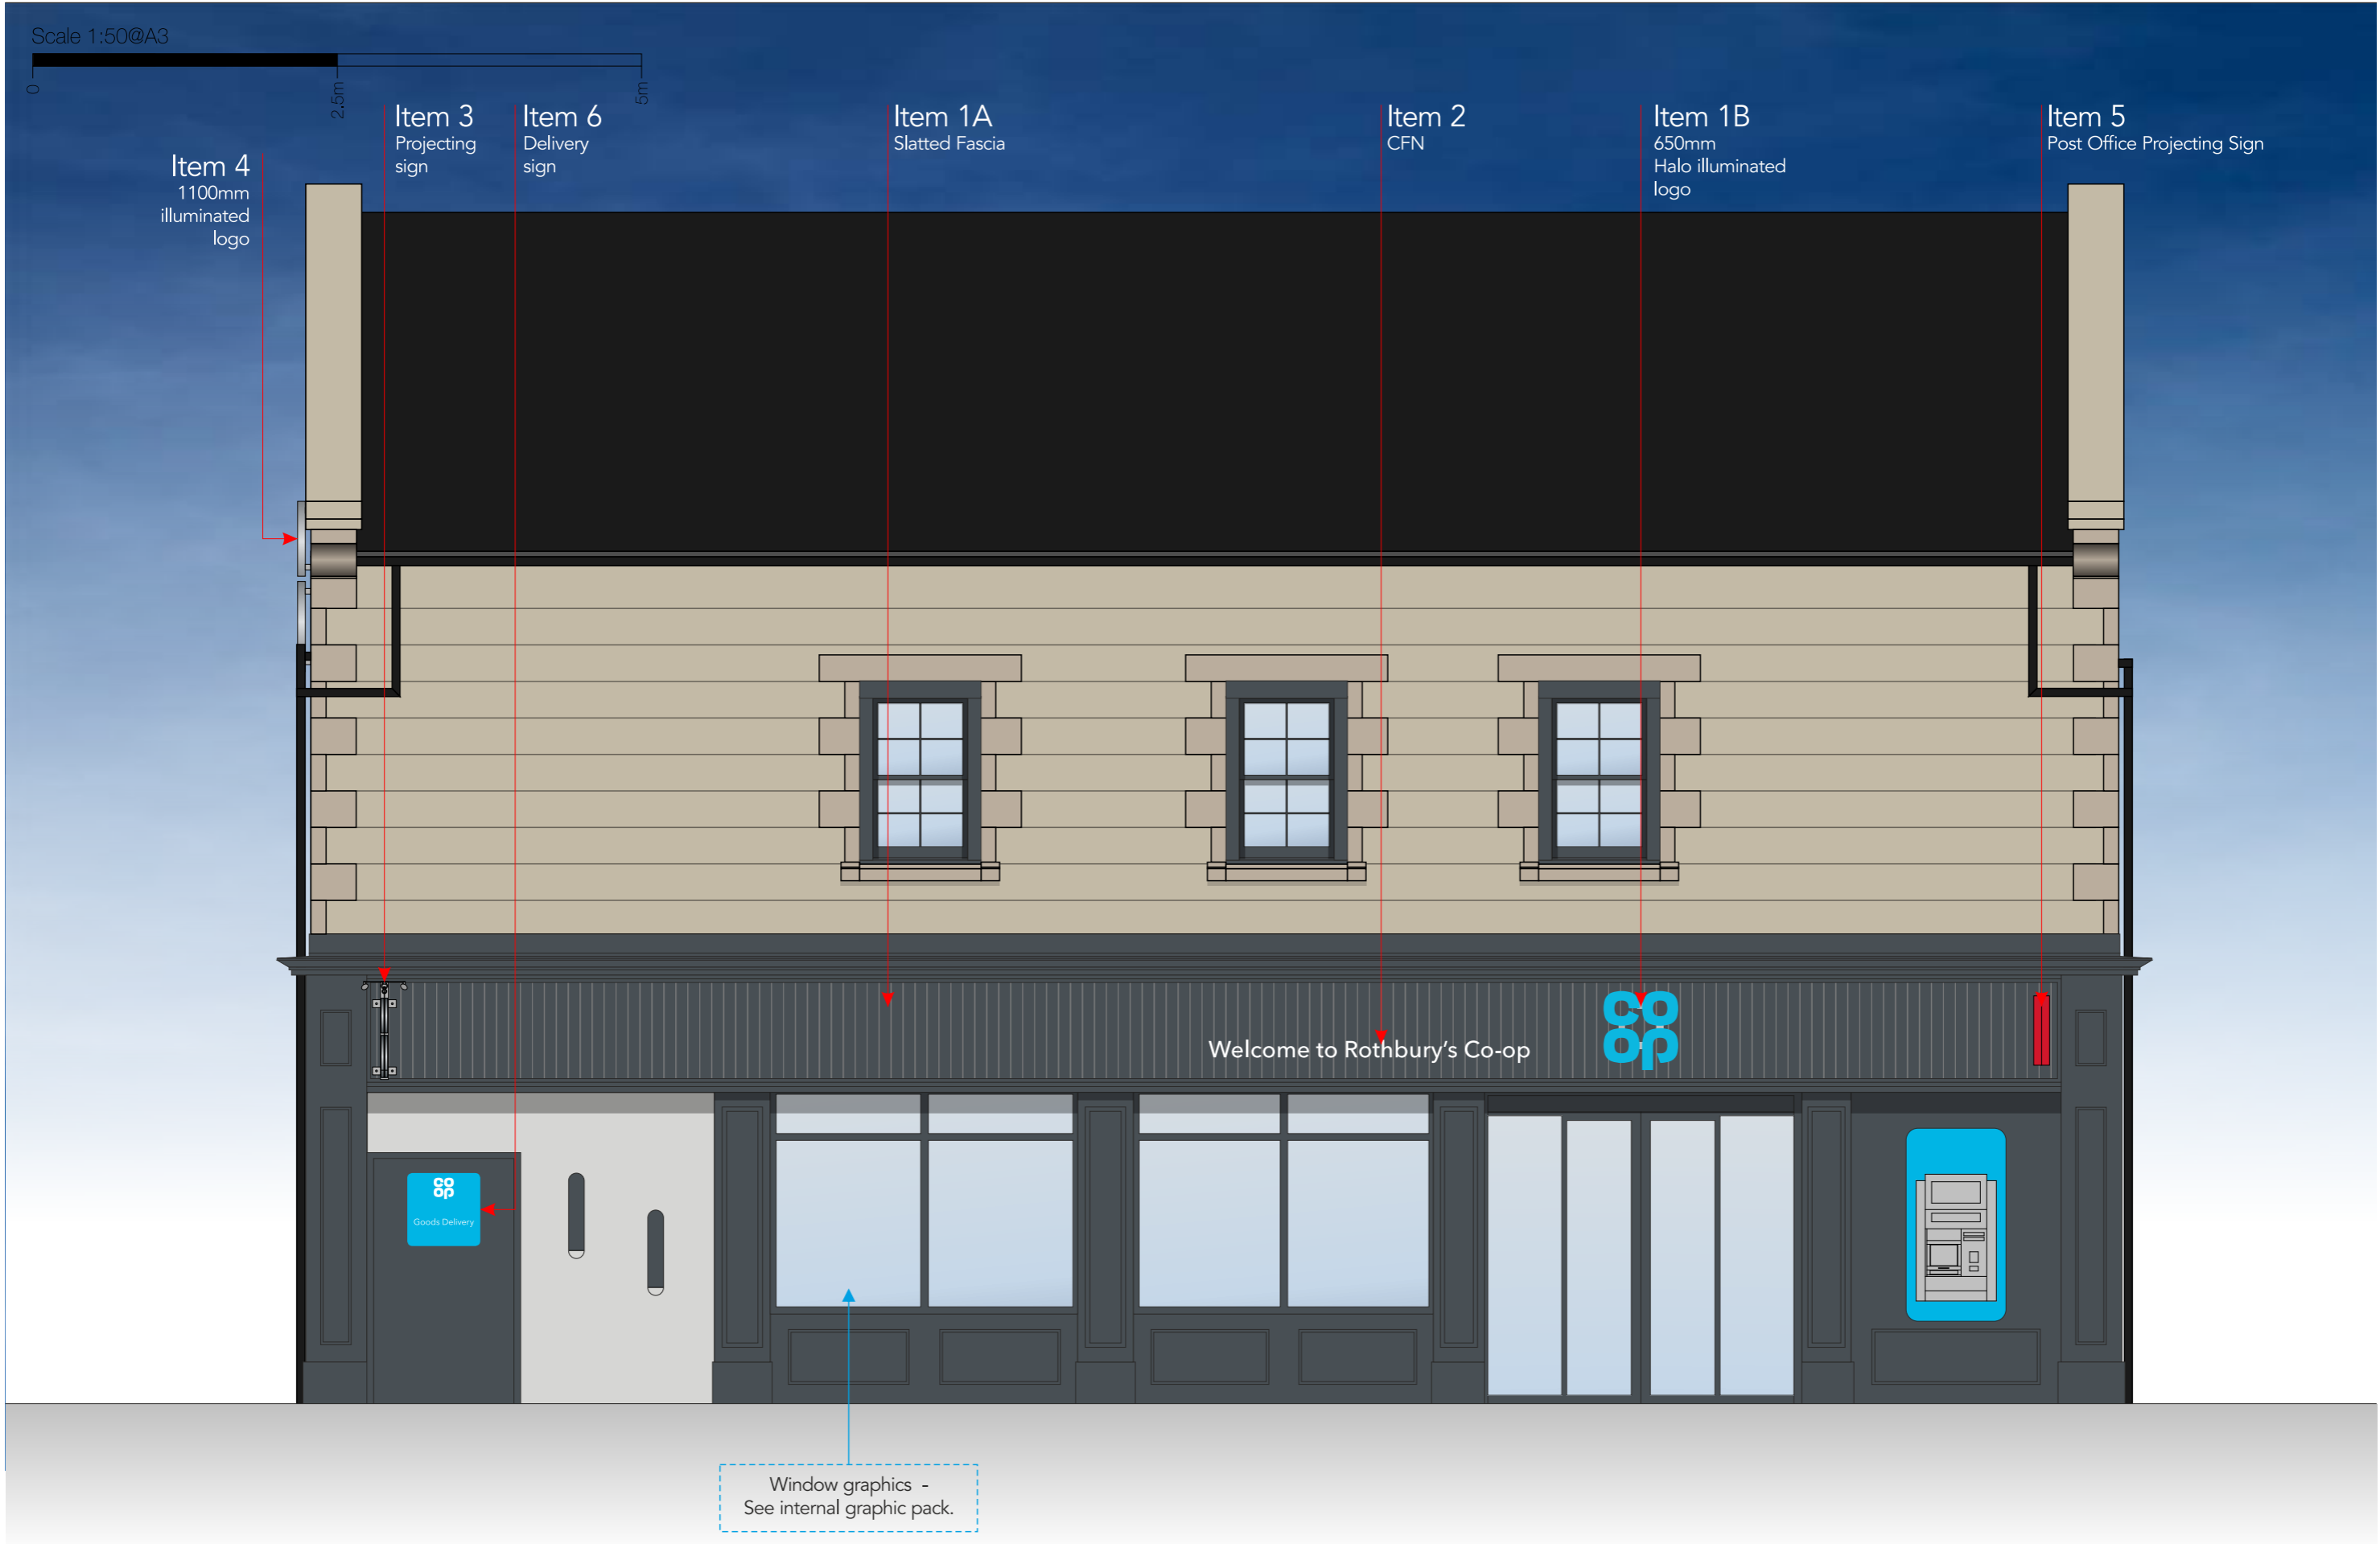 Scale 1:50@A3
0
2.5m
5m
Item 4
1100mm
illuminated
logo
Item 3
Projecting
sign
Item 6
Delivery
sign
Item 1A
Slatted Fascia
Item 2
CFN
Item 1B
650mm
Halo illuminated
logo
Item 5
Post Office Projecting Sign
Welcome to Rothbury's Co-op
co
op
co
op
Goods Delivery
Window graphics -
See internal graphic pack.